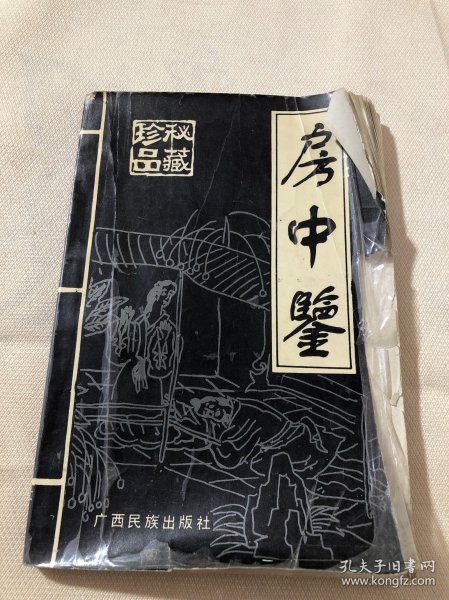 秘藏
珍品
房中鑒
广西民族出版社
孔夫子旧书网
www.kongfz.com